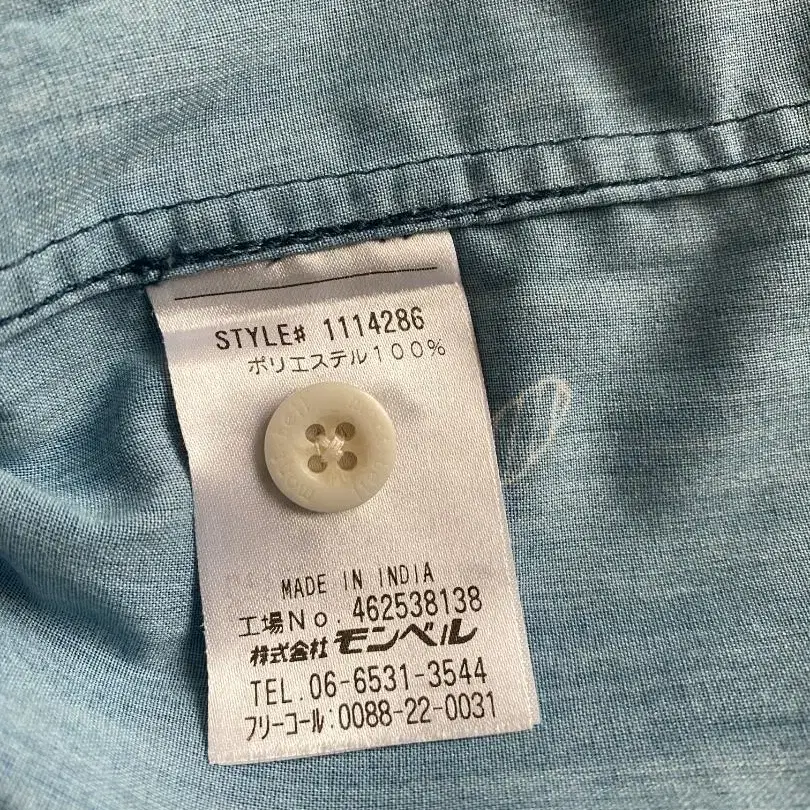 STYLE# 1114286
ポリエステル100%
MADE IN INDIA
工場No. 462538138
株式会社モンベル
TEL.06-6531-3544
フリーコール:0088-22-0031